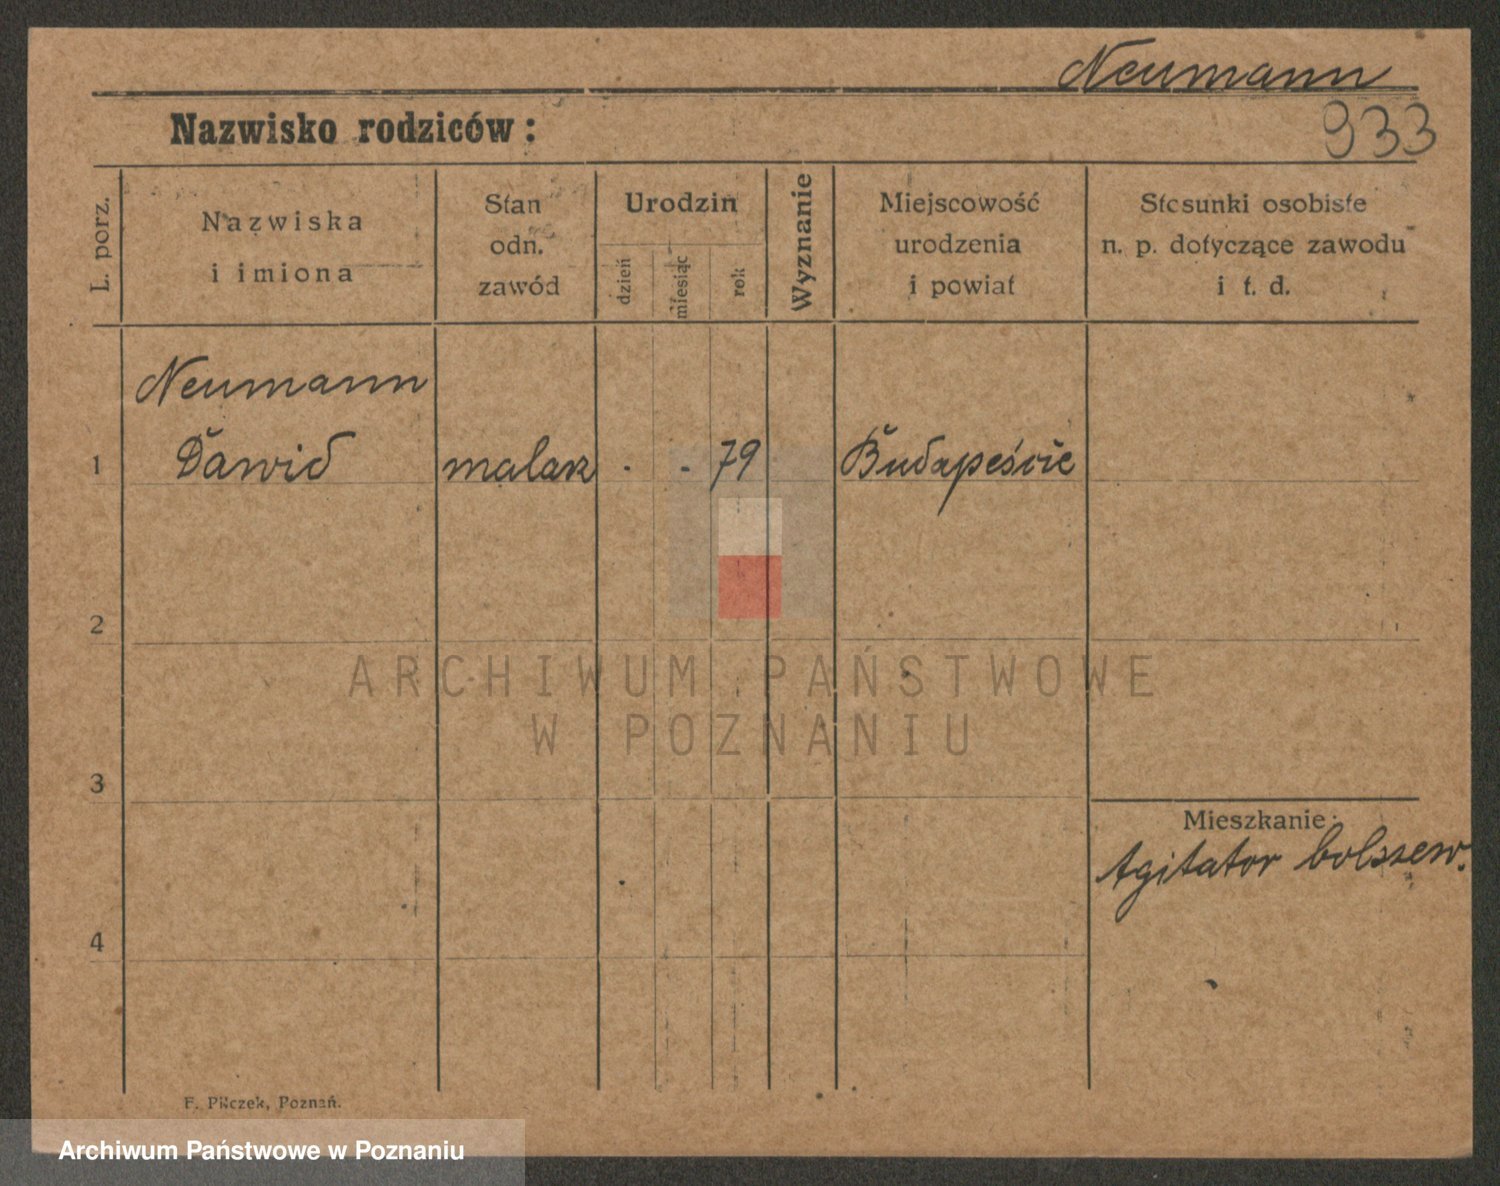 Neumann
Nazwisko rodziców:
933
L. porz.
Nazwiska
i imiona
Stan
odn.
zawód
Urodzin
dzień
miesiąc
rok
Wyznanie
Miejscowość
urodzenia
i powiat
Stosunki osobiste
n. p. dotyczące zawodu
i t. d.
Neumann
1 Dawid malarz . . 79 Budapeście
2
ARCHIWUM PAŃSTWOWE
W POZNANIU
3
Mieszkanie:
Agitator bolszew.
4
F. Pilczek, Poznań.
Archiwum Państwowe w Poznaniu